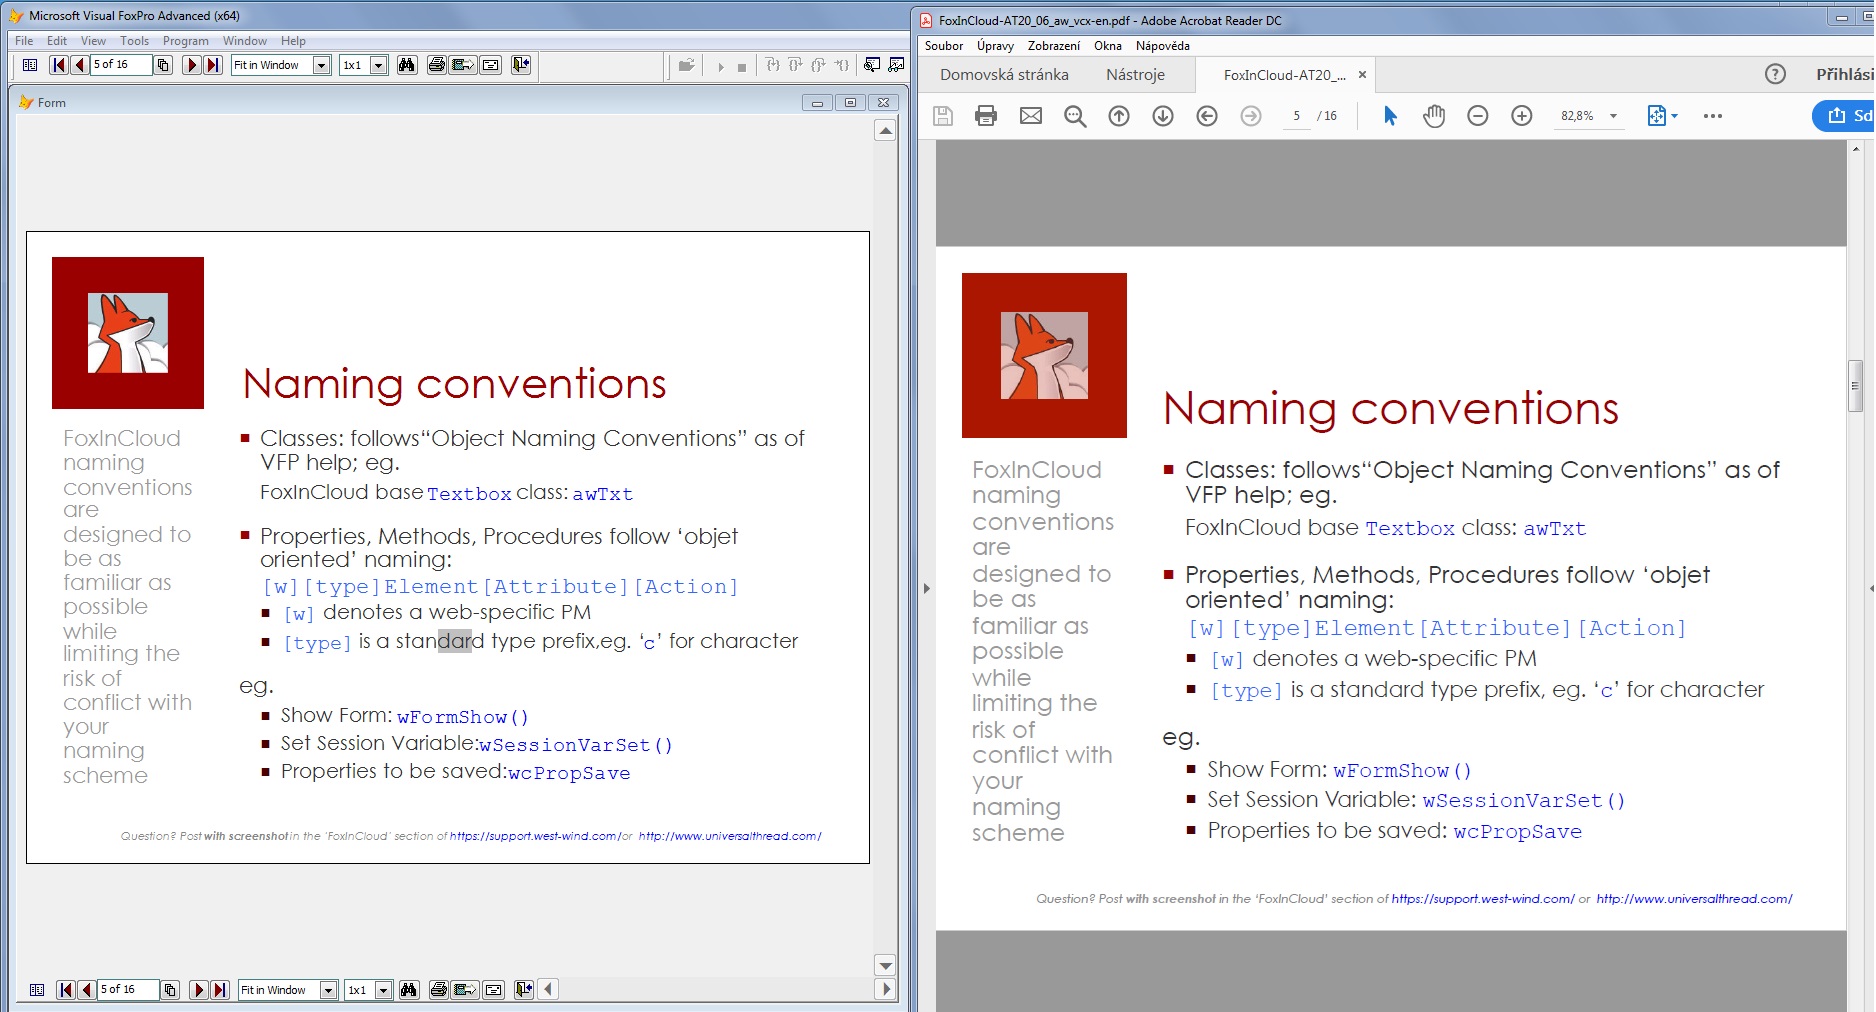 Microsoft Visual FoxPro Advanced (x64)
File Edit View Tools Program Window Help
5 of 16 Fit in Window 1x1
Form
Naming conventions
FoxInCloud
naming
conventions
are
designed to
be as
familiar as
possible
while
limiting the
risk of
conflict with
your
naming
scheme
Classes: follows“Object Naming Conventions” as of
VFP help; eg.
FoxInCloud base Textbox class: awTxt
Properties, Methods, Procedures follow ‘objet
oriented’ naming:
[w][type]Element[Attribute][Action]
[w] denotes a web-specific PM
[type] is a standard type prefix,eg. ‘c’ for character
eg.
Show Form: wFormShow()
Set Session Variable:wSessionVarSet()
Properties to be saved:wcPropSave
Question? Post with screenshot in the ‘FoxInCloud’ section of https://support.west-wind.com/or http://www.universalthread.com/
5 of 16 Fit in Window 1x1
FoxInCloud-AT20_06_aw_vcx-en.pdf - Adobe Acrobat Reader DC
Soubor Úpravy Zobrazení Okna Nápověda
Domovská stránka Nástroje FoxInCloud-AT20_... × ? Přihlási
5 / 16 82,8% ... Sd
Naming conventions
FoxInCloud
naming
conventions
are
designed to
be as
familiar as
possible
while
limiting the
risk of
conflict with
your
naming
scheme
Classes: follows“Object Naming Conventions” as of
VFP help; eg.
FoxInCloud base Textbox class: awTxt
Properties, Methods, Procedures follow ‘objet
oriented’ naming:
[w][type]Element[Attribute][Action]
[w] denotes a web-specific PM
[type] is a standard type prefix, eg. ‘c’ for character
eg.
Show Form: wFormShow()
Set Session Variable: wSessionVarSet()
Properties to be saved: wcPropSave
Question? Post with screenshot in the ‘FoxInCloud’ section of https://support.west-wind.com/ or http://www.universalthread.com/